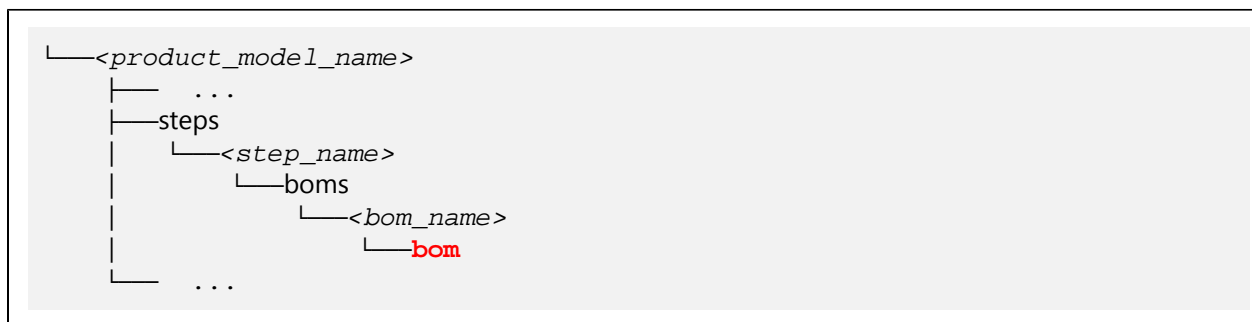 └───<product_model_name>
    ├───  ...
    ├───steps
    │   └───<step_name>
    │       └───boms
    │           └───<bom_name>
    │               └───bom
    └───  ...